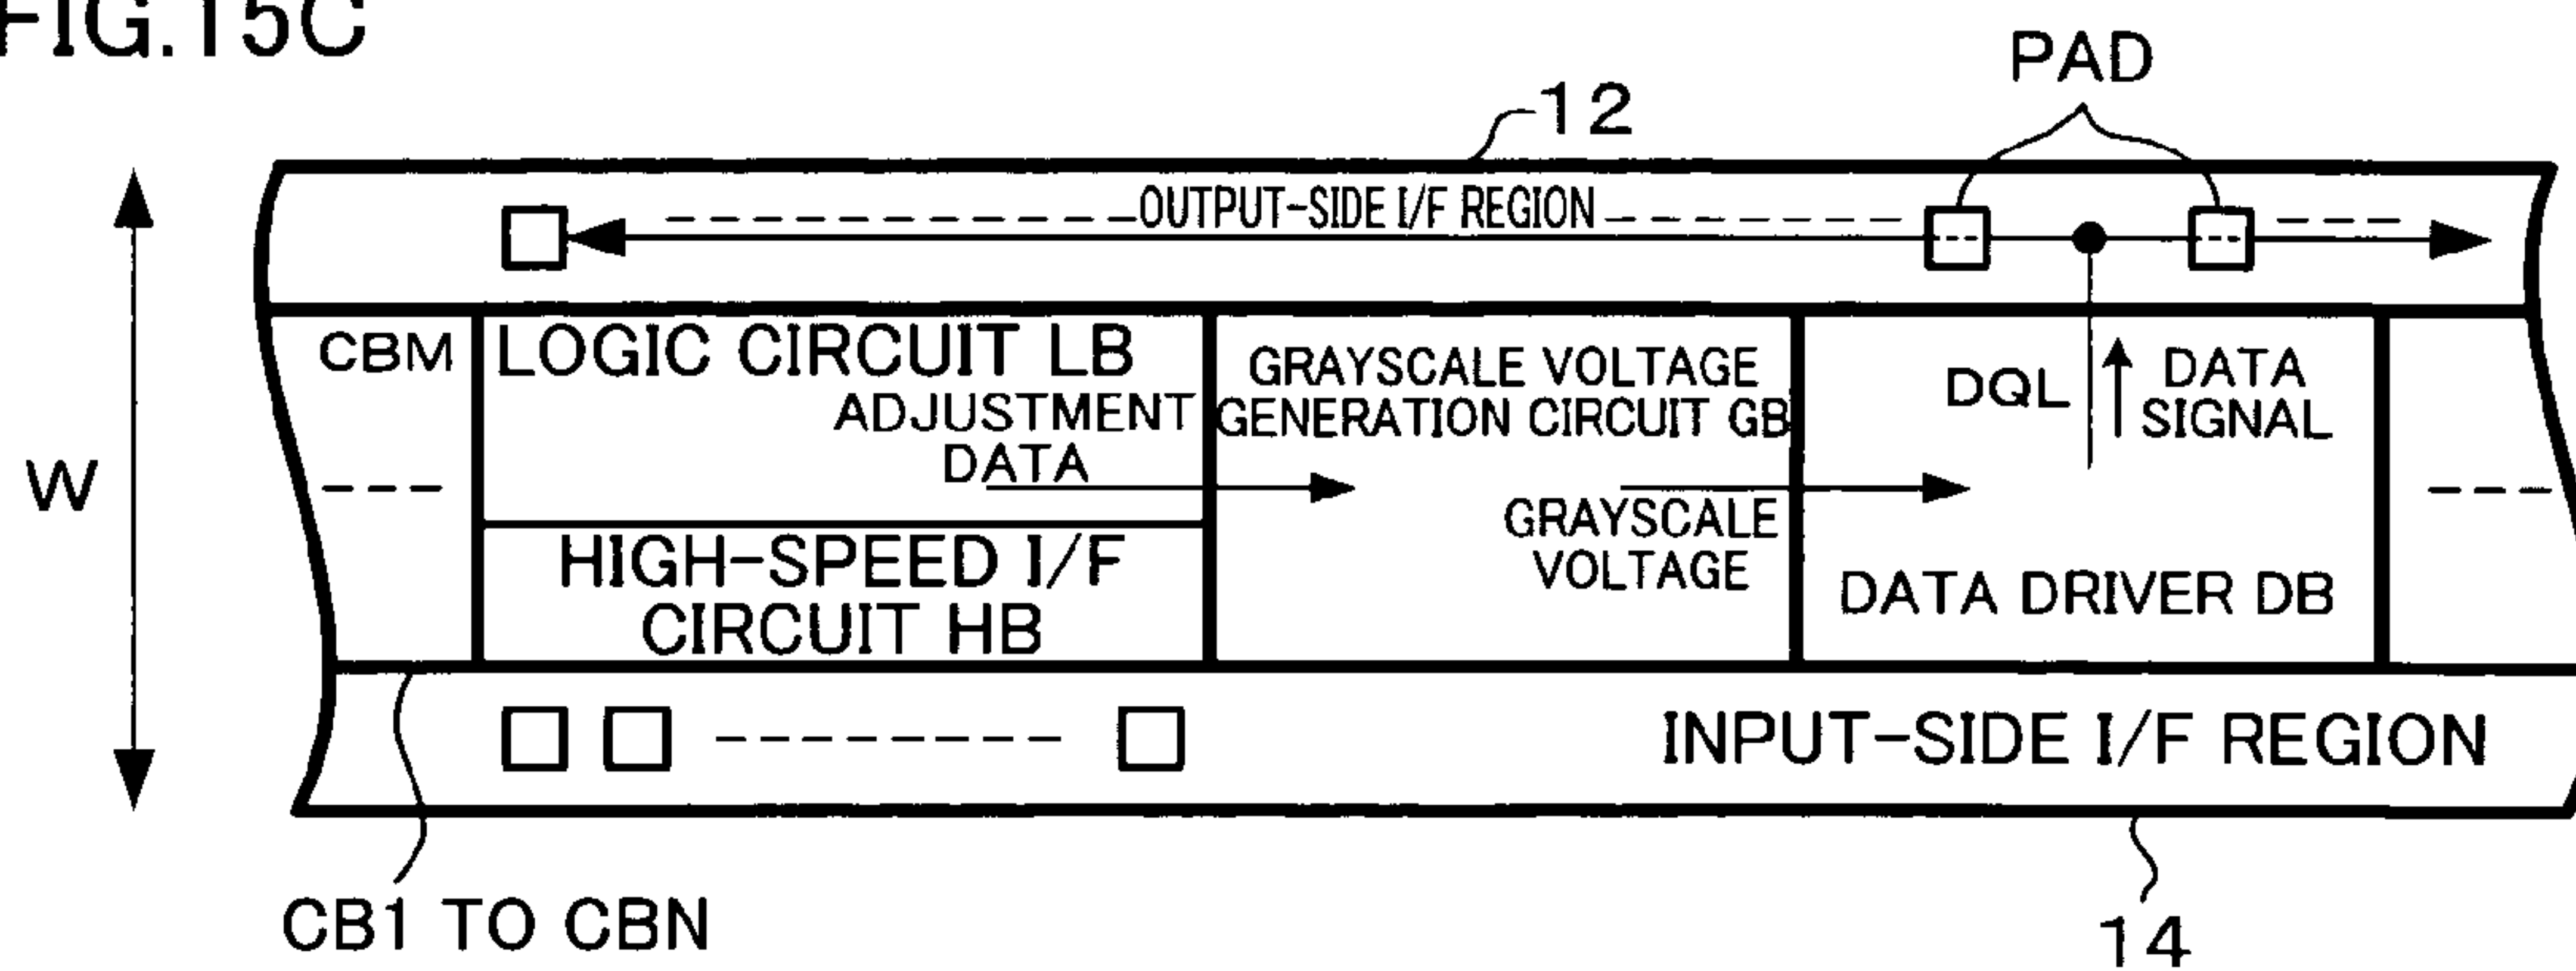 FIG.15C
PAD
12
OUTPUT-SIDE I/F REGION
W
CBM
LOGIC CIRCUIT LB
ADJUSTMENT
DATA
HIGH-SPEED I/F
CIRCUIT HB
GRAYSCALE VOLTAGE
GENERATION CIRCUIT GB
GRAYSCALE
VOLTAGE
DQL
DATA
SIGNAL
DATA DRIVER DB
INPUT-SIDE I/F REGION
CB1 TO CBN
14